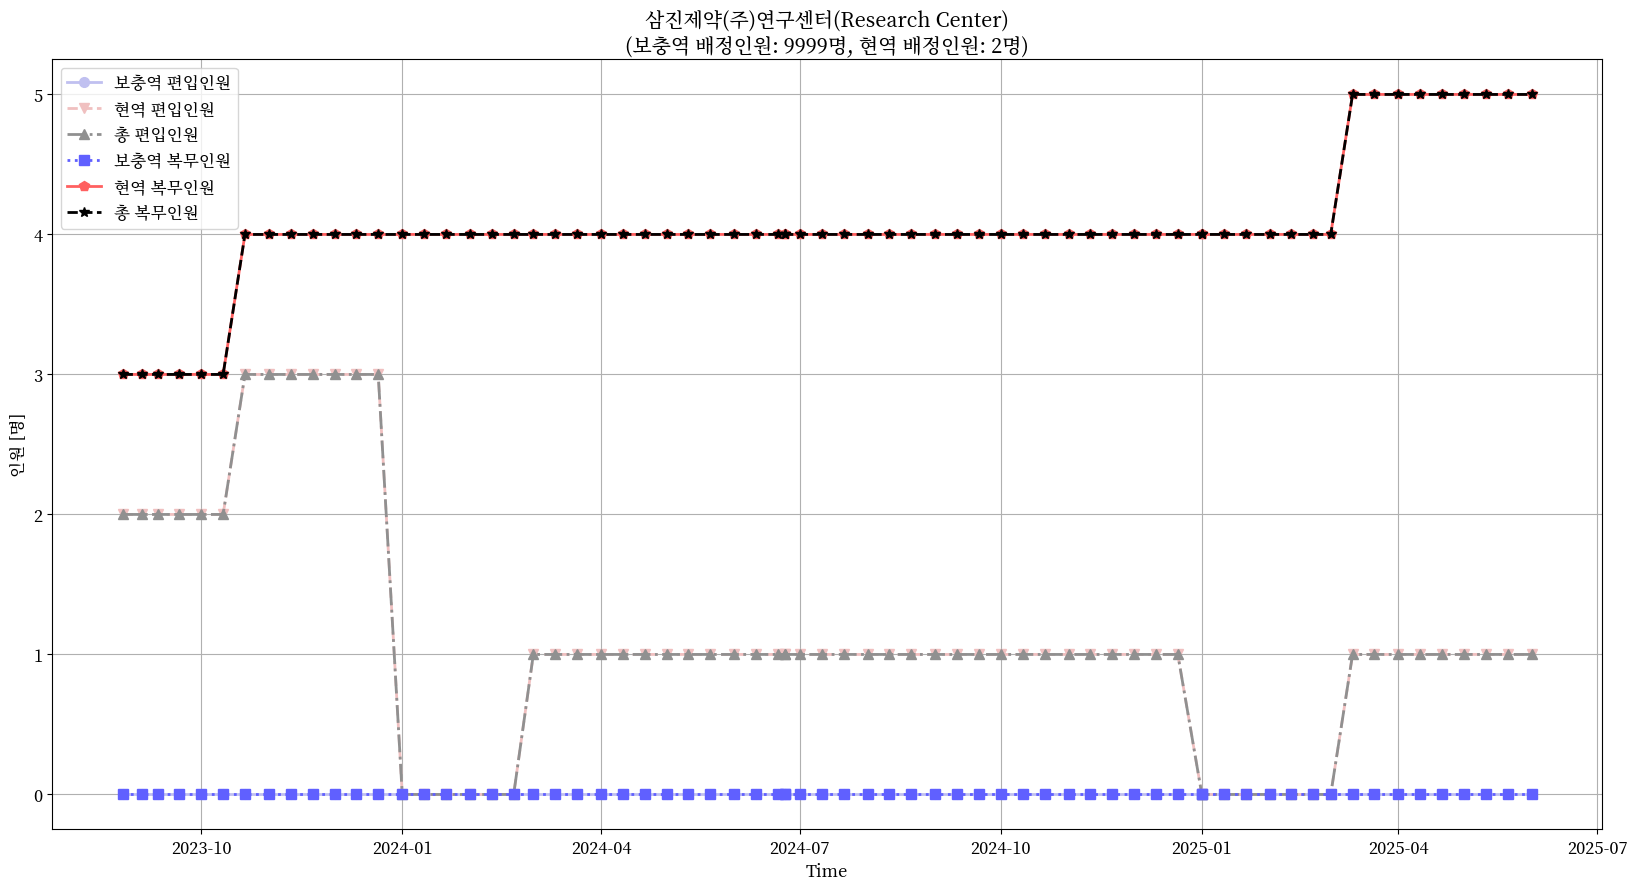 삼진제약(주)연구센터(Research Center)
(보충역 배정인원: 9999명, 현역 배정인원: 2명)
보충역 편입인원
현역 편입인원
총 편입인원
보충역 복무인원
현역 복무인원
총 복무인원
인원 [명]
5
4
3
2
1
0
2023-10
2024-01
2024-04
2024-07
2024-10
2025-01
2025-04
2025-07
Time